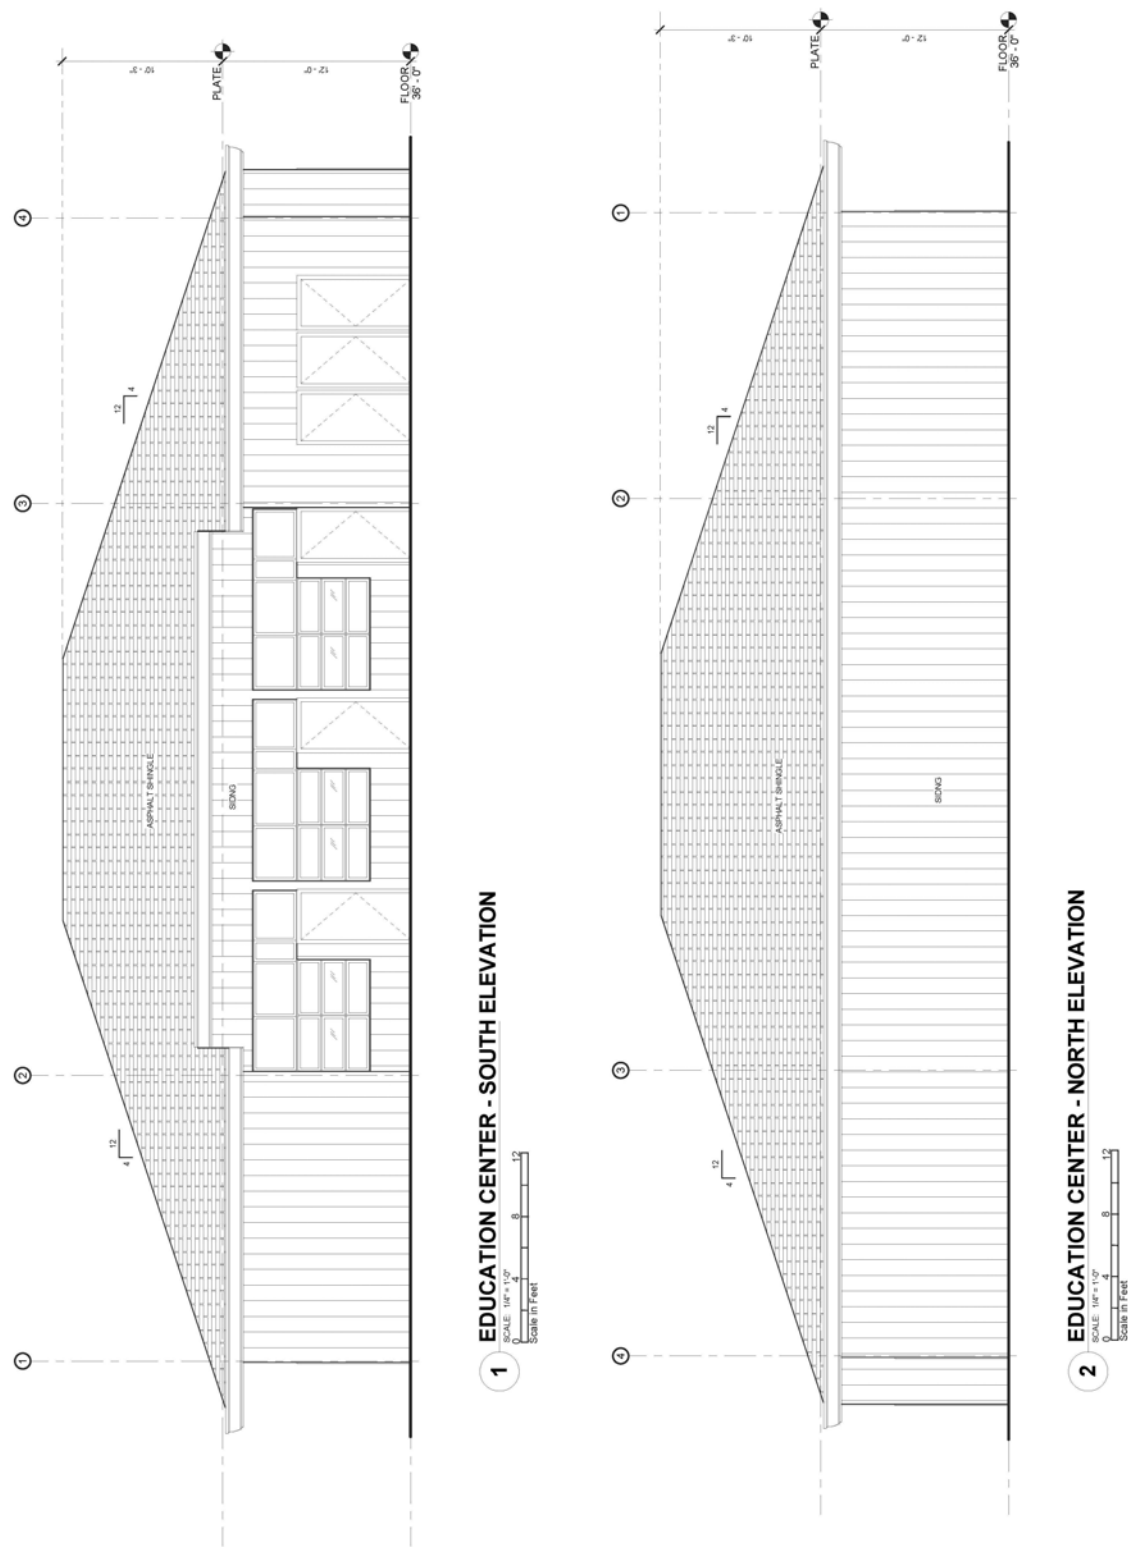 1
2
3
4
10' - 3"
12
4
12
4
ASPHALT SHINGLE
PLATE
SIDING
12' - 0"
FLOOR
36' - 0"
1
EDUCATION CENTER - SOUTH ELEVATION
SCALE: 1/4" = 1'-0"
0 4 8 12
Scale in Feet
4
3
2
1
10' - 3"
12
4
12
4
ASPHALT SHINGLE
PLATE
SIDING
12' - 0"
FLOOR
36' - 0"
2
EDUCATION CENTER - NORTH ELEVATION
SCALE: 1/4" = 1'-0"
0 4 8 12
Scale in Feet